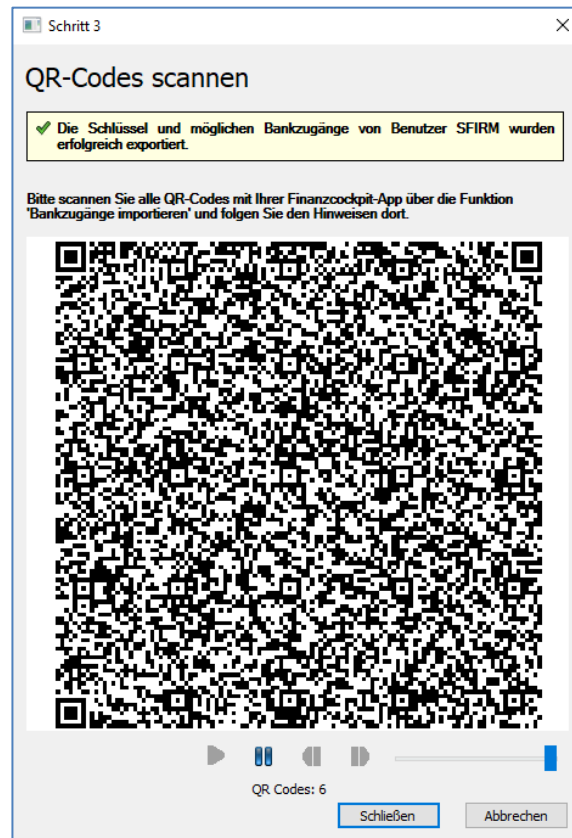 Schritt 3
QR-Codes scannen
Die Schlüssel und möglichen Bankzugänge von Benutzer SFIRM wurden
erfolgreich exportiert.
Bitte scannen Sie alle QR-Codes mit Ihrer Finanzcockpit-App über die Funktion
'Bankzugänge importieren' und folgen Sie den Hinweisen dort.
QR Codes: 6
Schließen
Abbrechen